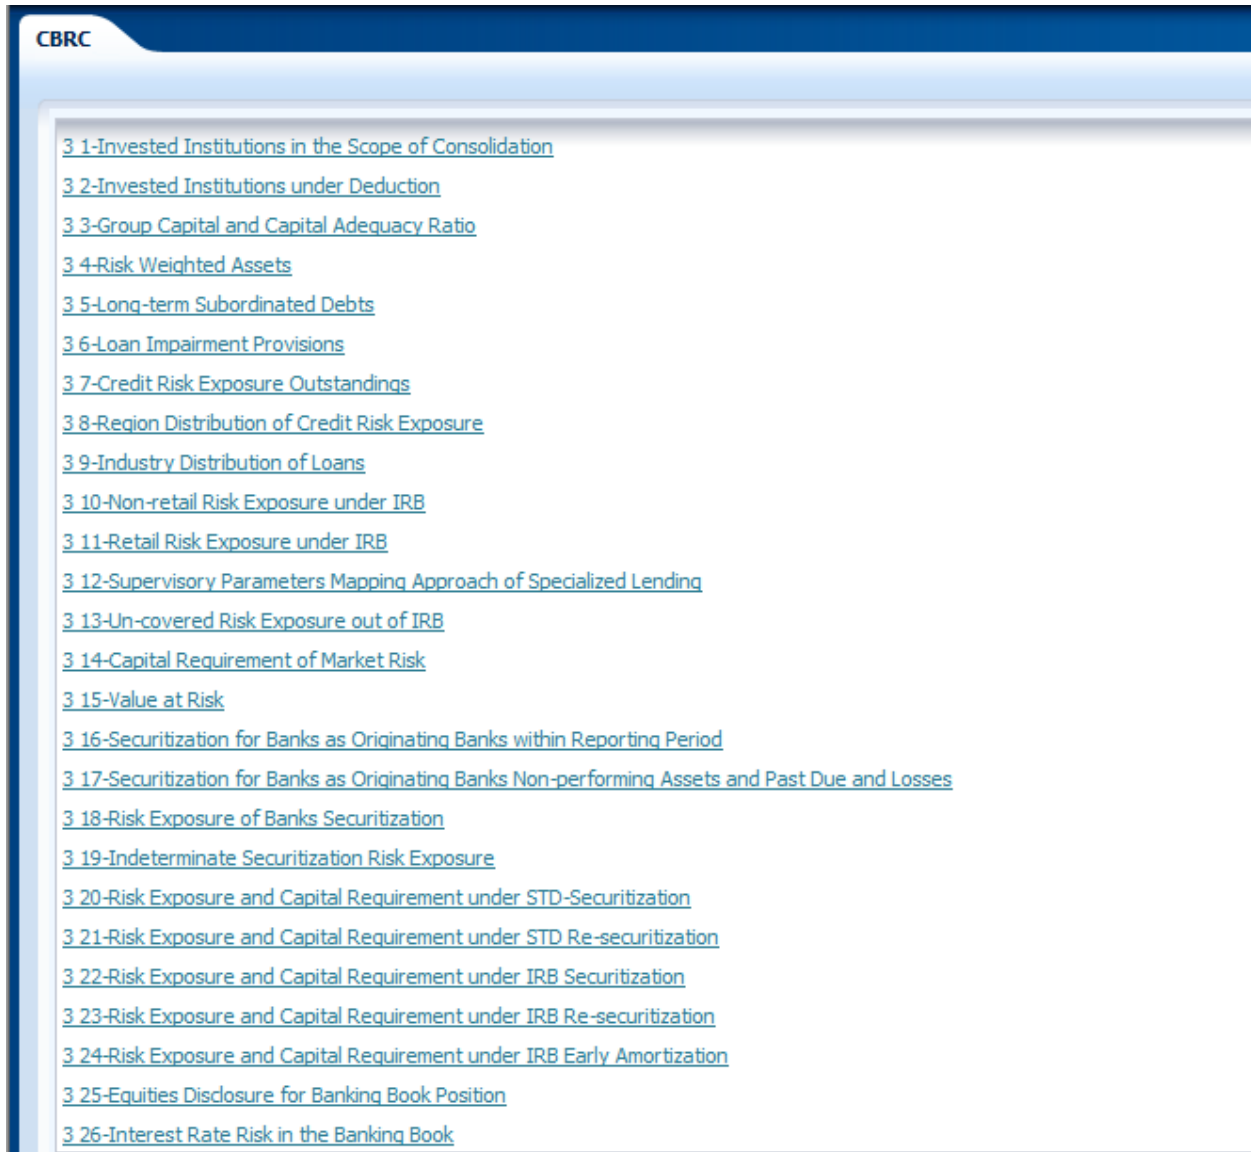 CBRC
3 1-Invested Institutions in the Scope of Consolidation
3 2-Invested Institutions under Deduction
3 3-Group Capital and Capital Adequacy Ratio
3 4-Risk Weighted Assets
3 5-Long-term Subordinated Debts
3 6-Loan Impairment Provisions
3 7-Credit Risk Exposure Outstandings
3 8-Region Distribution of Credit Risk Exposure
3 9-Industry Distribution of Loans
3 10-Non-retail Risk Exposure under IRB
3 11-Retail Risk Exposure under IRB
3 12-Supervisory Parameters Mapping Approach of Specialized Lending
3 13-Un-covered Risk Exposure out of IRB
3 14-Capital Requirement of Market Risk
3 15-Value at Risk
3 16-Securitization for Banks as Originating Banks within Reporting Period
3 17-Securitization for Banks as Originating Banks Non-performing Assets and Past Due and Losses
3 18-Risk Exposure of Banks Securitization
3 19-Indeterminate Securitization Risk Exposure
3 20-Risk Exposure and Capital Requirement under STD-Securitization
3 21-Risk Exposure and Capital Requirement under STD Re-securitization
3 22-Risk Exposure and Capital Requirement under IRB Securitization
3 23-Risk Exposure and Capital Requirement under IRB Re-securitization
3 24-Risk Exposure and Capital Requirement under IRB Early Amortization
3 25-Equities Disclosure for Banking Book Position
3 26-Interest Rate Risk in the Banking Book